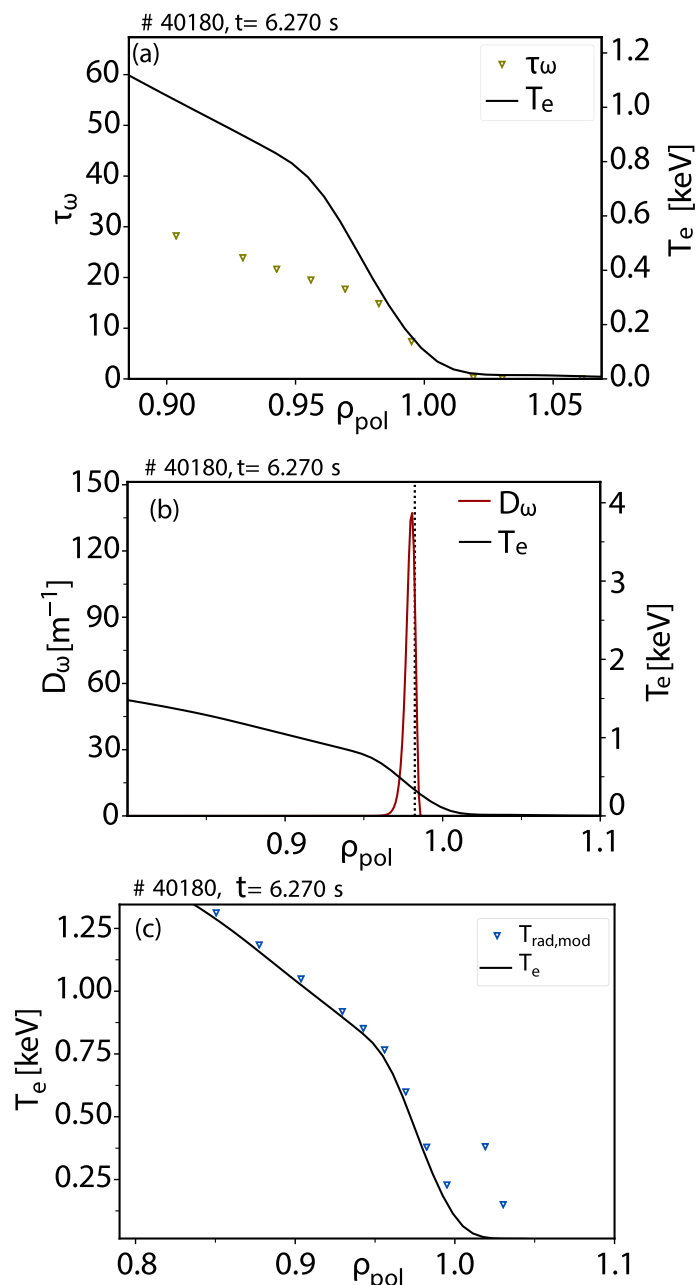 # 40180, t= 6.270 s
(a)
τω
Te
60
50
40
30
20
10
0
τω
1.2
1.0
0.8
0.6
0.4
0.2
0.0
Te [keV]
0.90 0.95 1.00 1.05
ρpol
# 40180, t= 6.270 s
(b)
Dω
Te
150
120
90
60
30
0
Dω [m−1]
4
3
2
1
0
Te [keV]
0.9 1.0 1.1
ρpol
# 40180, t= 6.270 s
(c)
Trad,mod
Te
1.25
1.00
0.75
0.50
0.25
Te [keV]
0.8 0.9 1.0 1.1
ρpol